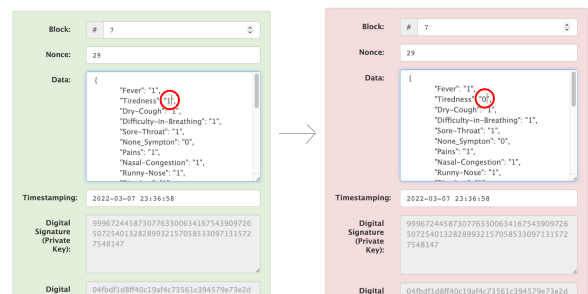 Block:
# 7
Nonce:
29
Data:
{
"Fever": "1",
"Tiredness": "1",
"Dry-Cough": "1",
"Difficulty-in-Breathing": "1",
"Sore-Throat": "1",
"None_Sympton": "0",
"Pains": "1",
"Nasal-Congestion": "1",
"Runny-Nose": "1",
Timestamping:
2022-03-07 23:36:58
Digital
Signature
(Private
Key):
99967244587307763300634167543909726
50725401328289932157058533097131572
7548147
Digital
04fbdf1d8ff40c19af4c73561c394579e73e2d
Block:
# 7
Nonce:
29
Data:
{
"Fever": "1",
"Tiredness": "0",
"Dry-Cough": "1",
"Difficulty-in-Breathing": "1",
"Sore-Throat": "1",
"None_Sympton": "0",
"Pains": "1",
"Nasal-Congestion": "1",
"Runny-Nose": "1",
Timestamping:
2022-03-07 23:36:58
Digital
Signature
(Private
Key):
99967244587307763300634167543909726
50725401328289932157058533097131572
7548147
Digital
04fbdf1d8ff40c19af4c73561c394579e73e2d